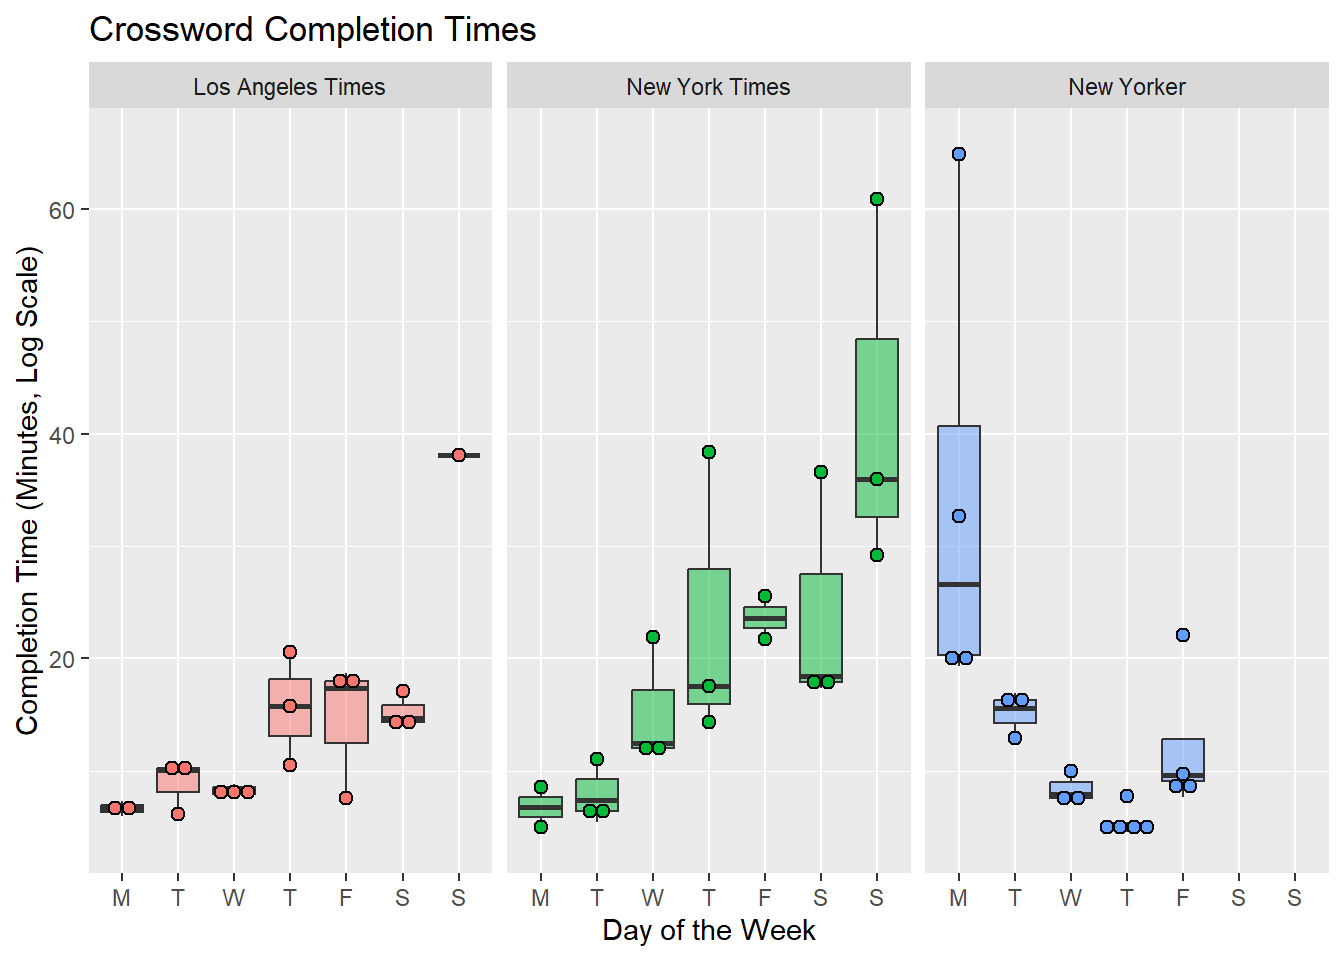 Crossword Completion Times
Los Angeles Times
New York Times
New Yorker
Completion Time (Minutes, Log Scale)
60
40
20
M T W T F S S
M T W T F S S
M T W T F S S
Day of the Week